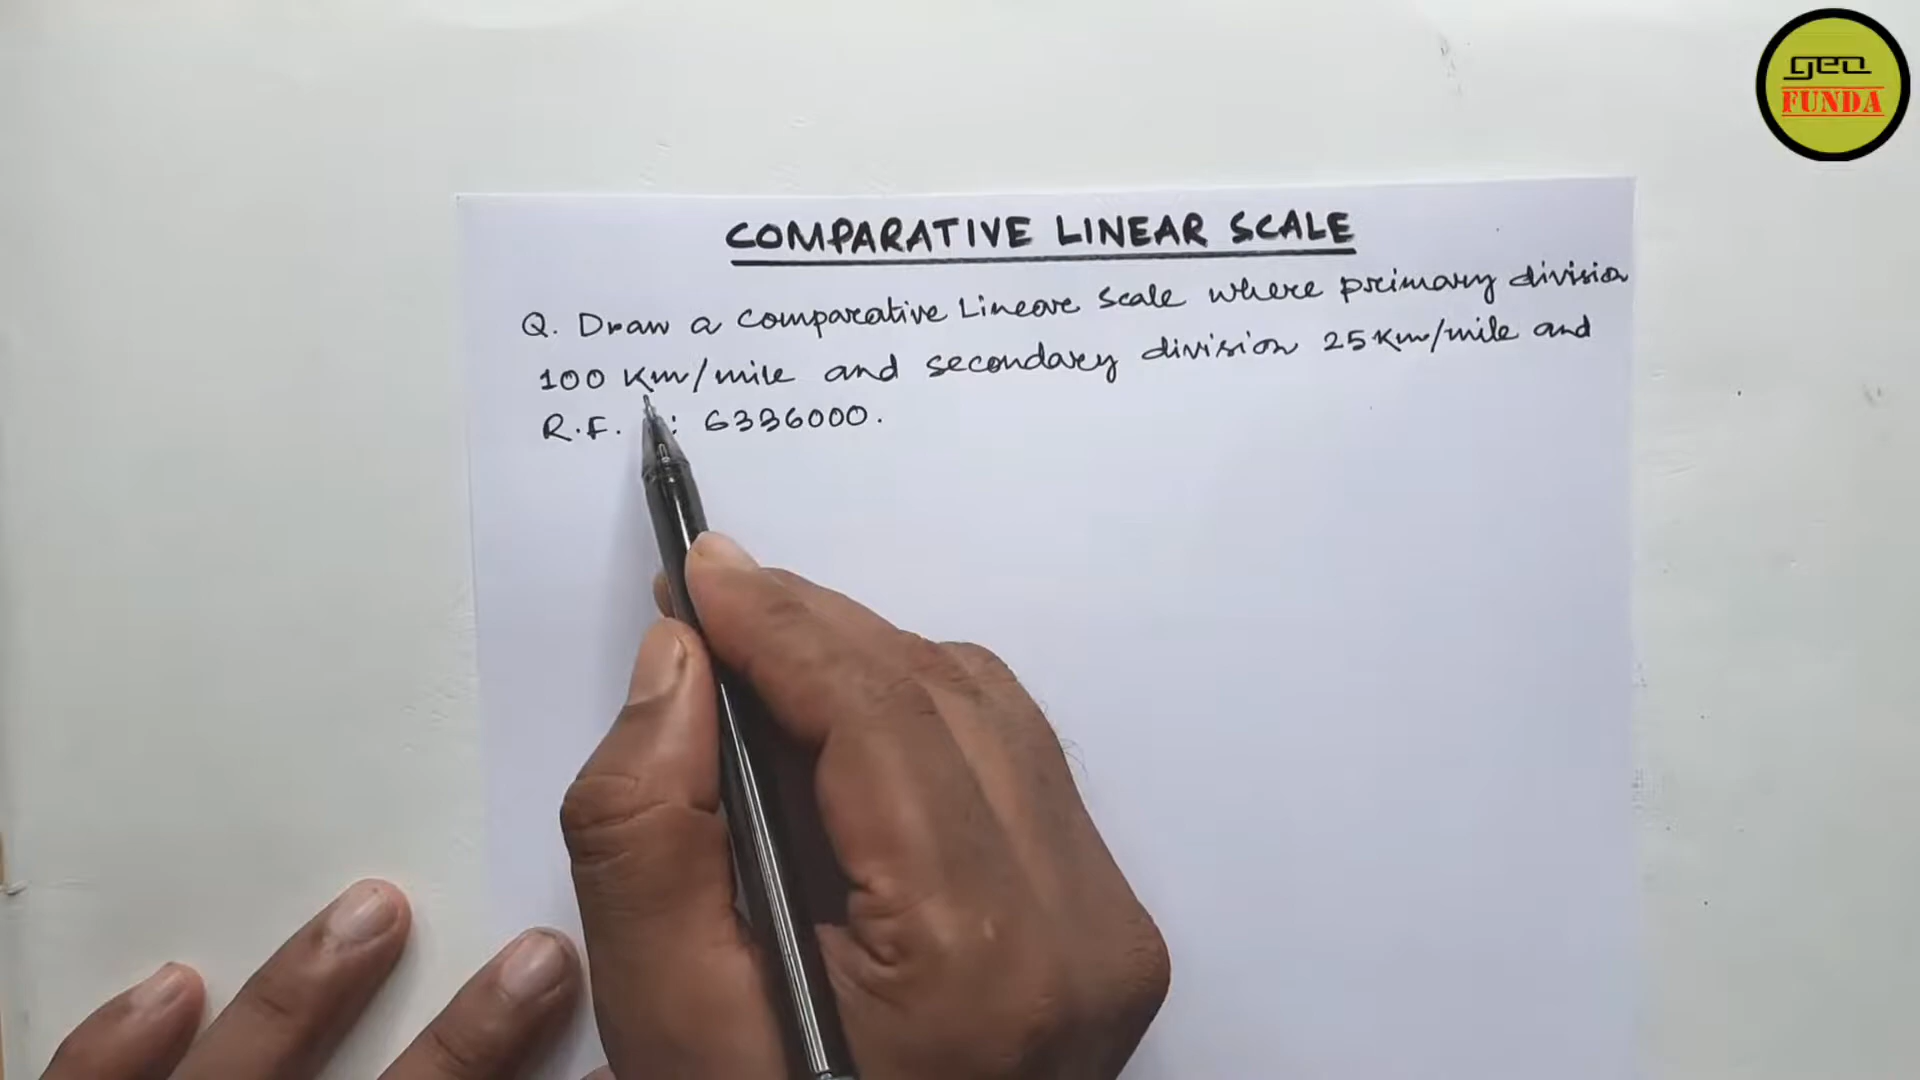 geo
FUNDA
COMPARATIVE LINEAR SCALE
Q. Draw a comparative Linear Scale where primary division
100 Km/mile and secondary division 25 Km/mile and
R.F. : 6336000.